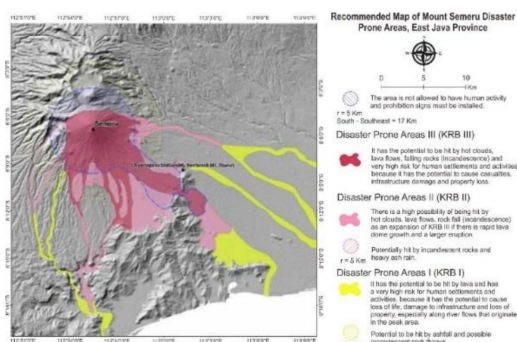 Recommended Map of Mount Semeru Disaster
Prone Areas, East Java Province
0 5 10
Km
The area is not allowed to have human activity
and prohibition signs must be installed.
r = 5 Km
South - Southeast = 17 Km
Disaster Prone Areas III (KRB III)
It has the potential to be hit by hot clouds,
lava flows, falling rocks (incandescence) and
very high risk for human settlements and activities
because it has the potential to cause casualties,
infrastructure damage and property loss.
Disaster Prone Areas II (KRB II)
There is a high possibility of being hit by
hot clouds, lava flows, rock fall (incandescence)
as an expansion of KRB III if there is rapid lava
dome growth and a larger eruption.
Potentially hit by incandescent rocks and
heavy ash rain.
r = 5 Km
Disaster Prone Areas I (KRB I)
It has the potential to be hit by lava and has
a very high risk for human settlements and
activities, because it has the potential to cause
loss of life, damage to infrastructure and loss of
property, especially along river flows that originate
in the peak area.
Potential to be hit by ashfall and possible
incandescent rock throws
Semeru